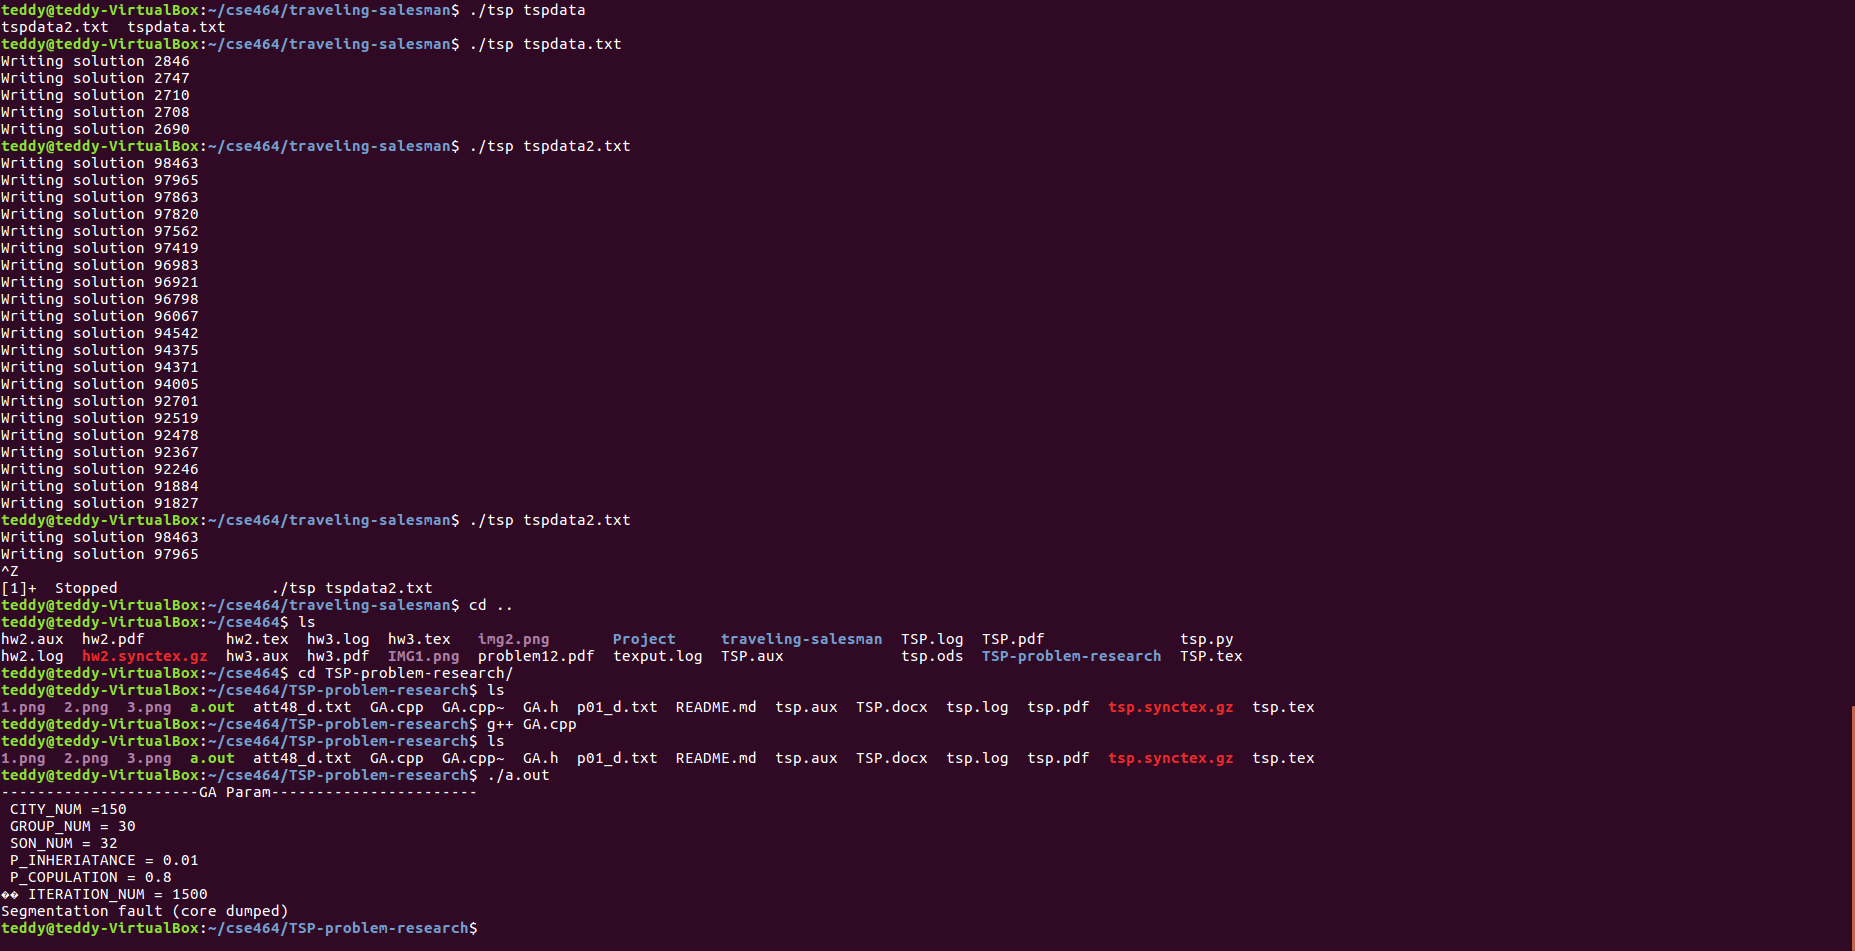 teddy@teddy-VirtualBox:~/cse464/traveling-salesman$ ./tsp tspdata
tspdata2.txt  tspdata.txt
teddy@teddy-VirtualBox:~/cse464/traveling-salesman$ ./tsp tspdata.txt
Writing solution 2846
Writing solution 2747
Writing solution 2710
Writing solution 2708
Writing solution 2690
teddy@teddy-VirtualBox:~/cse464/traveling-salesman$ ./tsp tspdata2.txt
Writing solution 98463
Writing solution 97965
Writing solution 97863
Writing solution 97820
Writing solution 97562
Writing solution 97419
Writing solution 96983
Writing solution 96921
Writing solution 96798
Writing solution 96067
Writing solution 94542
Writing solution 94375
Writing solution 94371
Writing solution 94005
Writing solution 92701
Writing solution 92519
Writing solution 92478
Writing solution 92367
Writing solution 92246
Writing solution 91884
Writing solution 91827
teddy@teddy-VirtualBox:~/cse464/traveling-salesman$ ./tsp tspdata2.txt
Writing solution 98463
Writing solution 97965
^Z
[1]+  Stopped                 ./tsp tspdata2.txt
teddy@teddy-VirtualBox:~/cse464/traveling-salesman$ cd ..
teddy@teddy-VirtualBox:~/cse464$ ls
hw2.aux  hw2.pdf         hw2.tex  hw3.log  hw3.tex   img2.png       Project     traveling-salesman  TSP.log  TSP.pdf               tsp.py
hw2.log  hw2.synctex.gz  hw3.aux  hw3.pdf  IMG1.png  problem12.pdf  texput.log  TSP.aux             tsp.ods  TSP-problem-research  TSP.tex
teddy@teddy-VirtualBox:~/cse464$ cd TSP-problem-research/
teddy@teddy-VirtualBox:~/cse464/TSP-problem-research$ ls
1.png  2.png  3.png  a.out  att48_d.txt  GA.cpp  GA.cpp~  GA.h  p01_d.txt  README.md  tsp.aux  TSP.docx  tsp.log  tsp.pdf  tsp.synctex.gz  tsp.tex
teddy@teddy-VirtualBox:~/cse464/TSP-problem-research$ g++ GA.cpp
teddy@teddy-VirtualBox:~/cse464/TSP-problem-research$ ls
1.png  2.png  3.png  a.out  att48_d.txt  GA.cpp  GA.cpp~  GA.h  p01_d.txt  README.md  tsp.aux  TSP.docx  tsp.log  tsp.pdf  tsp.synctex.gz  tsp.tex
teddy@teddy-VirtualBox:~/cse464/TSP-problem-research$ ./a.out
----------------------GA Param-----------------------
 CITY_NUM =150
 GROUP_NUM = 30
 SON_NUM = 32
 P_INHERIATANCE = 0.01
 P_COPULATION = 0.8
�� ITERATION_NUM = 1500
Segmentation fault (core dumped)
teddy@teddy-VirtualBox:~/cse464/TSP-problem-research$